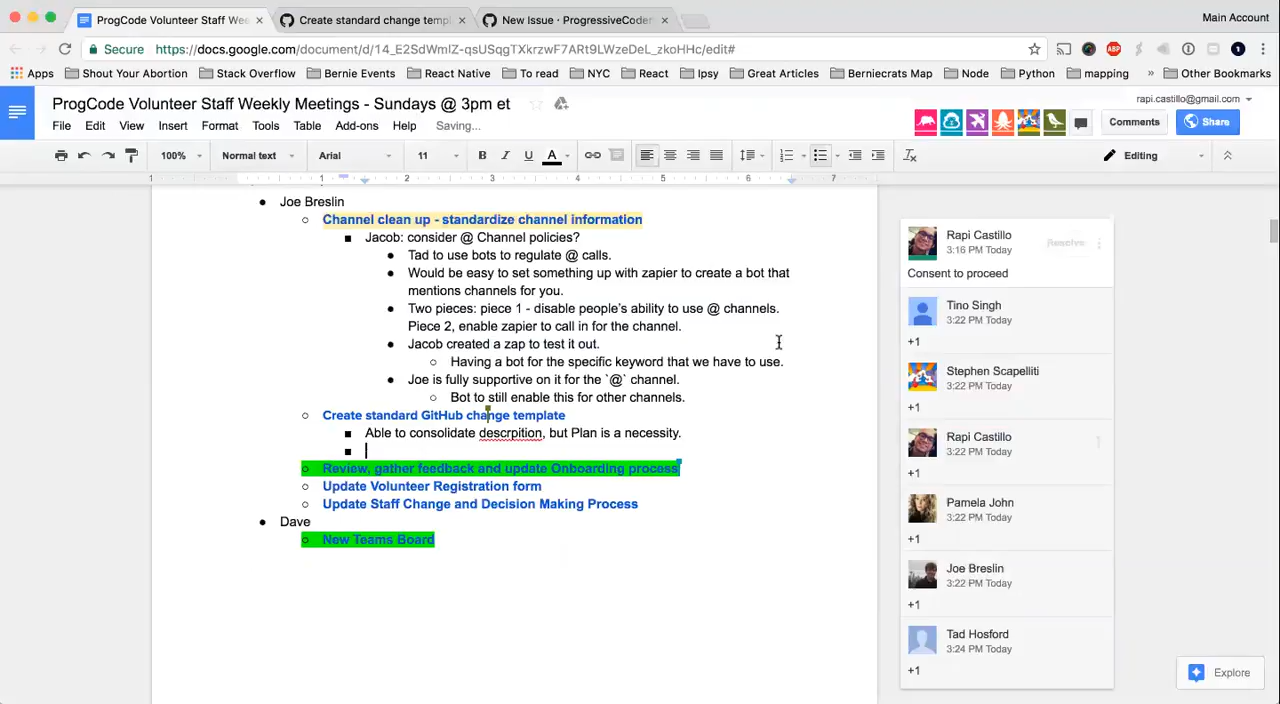 ProgCode Volunteer Staff Wee
Create standard change templ
New Issue · ProgressiveCoder
Main Account
Secure
https://docs.google.com/document/d/14_E2SdWmIZ-qsUSqgTXkrzwF7ARt9LWzeDeL_zkoHHc/edit#
ABP
Apps
Shout Your Abortion
Stack Overflow
Bernie Events
React Native
To read
NYC
React
Ipsy
Great Articles
Berniecrats Map
Node
Python
mapping
»
Other Bookmarks
ProgCode Volunteer Staff Weekly Meetings - Sundays @ 3pm et
rapi.castillo@gmail.com
File Edit View Insert Format Tools Table Add-ons Help Saving...
Comments
Share
100% Normal text Arial 11 B I U A Editing
1 1 2 3 4 5 6 7
Joe Breslin
Channel clean up - standardize channel information
Jacob: consider @ Channel policies?
Tad to use bots to regulate @ calls.
Would be easy to set something up with zapier to create a bot that
mentions channels for you.
Two pieces: piece 1 - disable people's ability to use @ channels.
Piece 2, enable zapier to call in for the channel.
Jacob created a zap to test it out.
Having a bot for the specific keyword that we have to use.
Joe is fully supportive on it for the `@` channel.
Bot to still enable this for other channels.
Create standard GitHub change template
Able to consolidate descrpition, but Plan is a necessity.
Review, gather feedback and update Onboarding process
Update Volunteer Registration form
Update Staff Change and Decision Making Process
Dave
New Teams Board
Rapi Castillo
3:16 PM Today
Resolve
Consent to proceed
Tino Singh
3:22 PM Today
+1
Stephen Scapelliti
3:22 PM Today
+1
Rapi Castillo
3:22 PM Today
+1
Pamela John
3:22 PM Today
+1
Joe Breslin
3:22 PM Today
+1
Tad Hosford
3:24 PM Today
+1
Explore